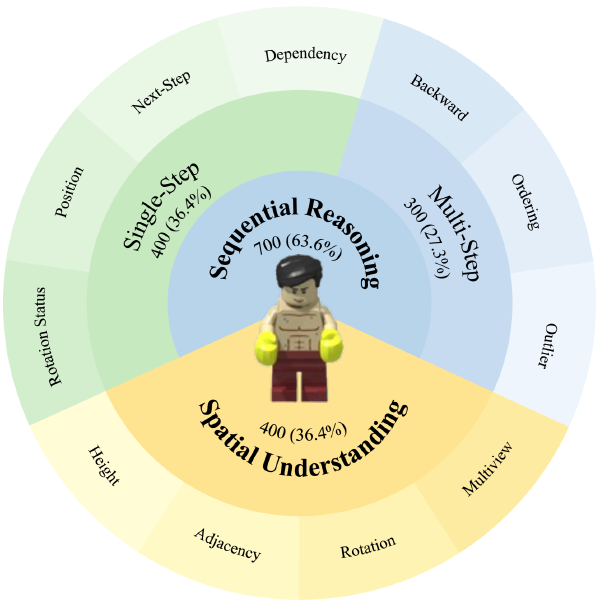 Dependency
Next-Step
Backward
Position
Ordering
Single-Step
400 (36.4%)
Multi-Step
300 (27.3%)
Sequential Reasoning
700 (63.6%)
Rotation Status
Outlier
400 (36.4%)
Spatial Understanding
Height
Adjacency
Rotation
Multiview